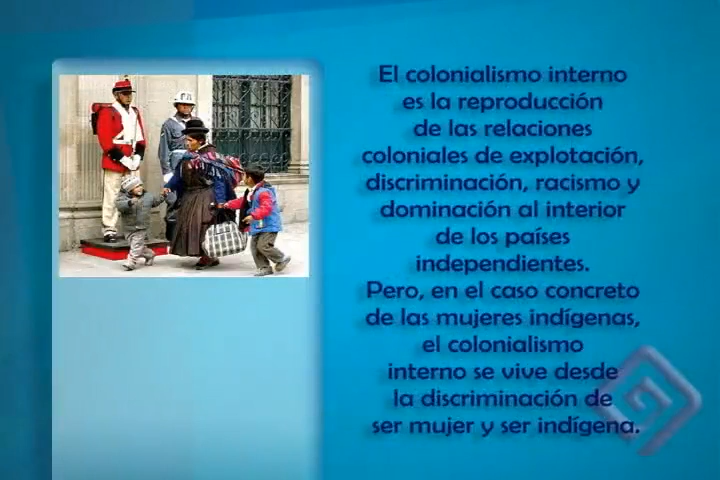 El colonialismo interno
es la reproducción
de las relaciones
coloniales de explotación,
discriminación, racismo y
dominación al interior
de los países
independientes.
Pero, en el caso concreto
de las mujeres indígenas,
el colonialismo
interno se vive desde
la discriminación de
ser mujer y ser indígena.